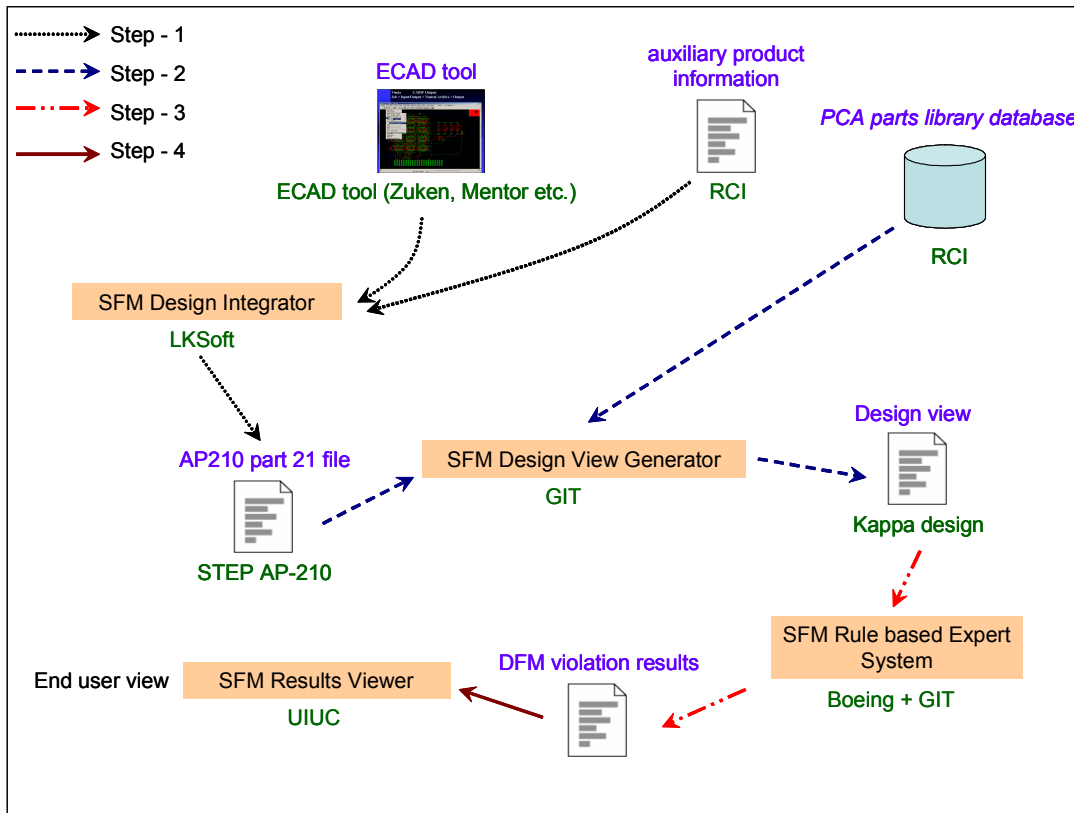 Step - 1
Step - 2
Step - 3
Step - 4
ECAD tool
ECAD tool (Zuken, Mentor etc.)
auxiliary product
information
RCI
PCA parts library database
RCI
SFM Design Integrator
LKSoft
AP210 part 21 file
STEP AP-210
SFM Design View Generator
GIT
Design view
Kappa design
SFM Rule based Expert
System
Boeing + GIT
DFM violation results
End user view
SFM Results Viewer
UIUC